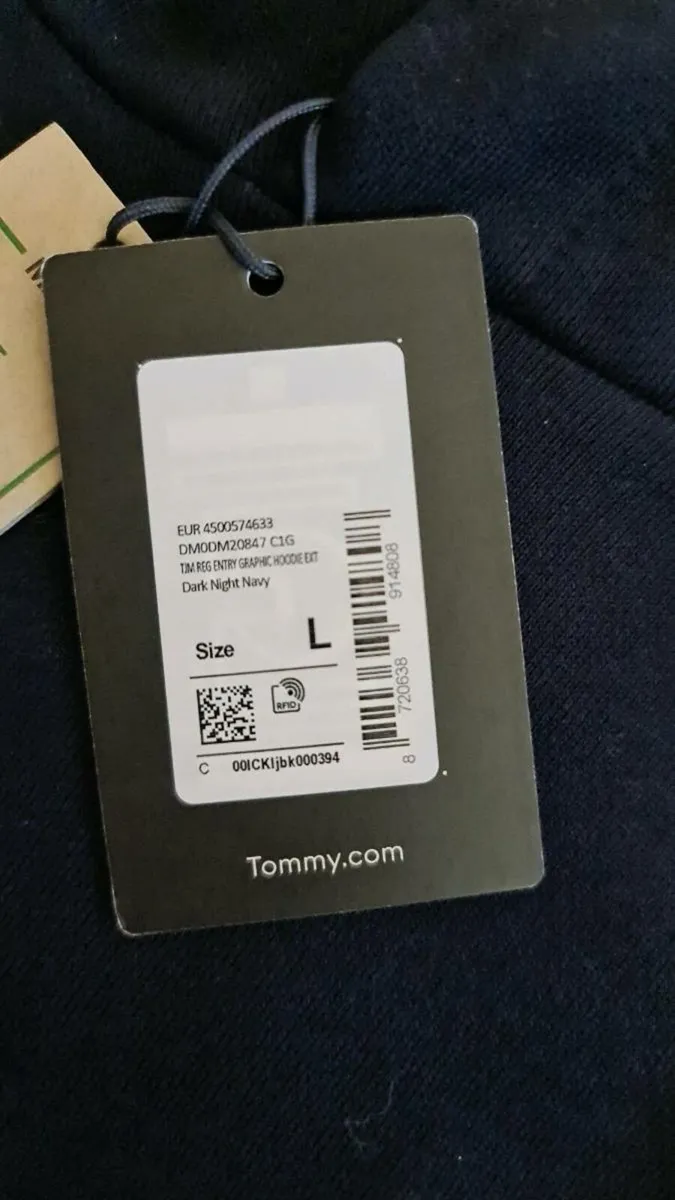 EUR 4500574633
DM0DM20847 C1G
TJM REG ENTRY GRAPHIC HOODIE EXT
Dark Night Navy
Size L
RFID
C 00ICKljbk000394
8 720638 914808
Tommy.com